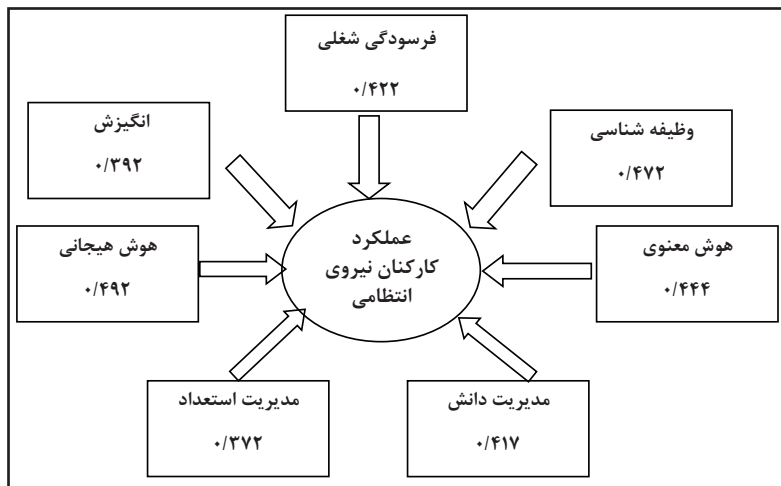 فرسودگی شغلی
۰/۴۲۲
وظیفه شناسی
۰/۴۷۲
انگیزش
۰/۳۹۲
هوش معنوی
۰/۴۴۴
عملکرد
کارکنان نیروی
انتظامی
هوش هیجانی
۰/۴۹۲
مدیریت دانش
۰/۴۱۷
مدیریت استعداد
۰/۳۷۲